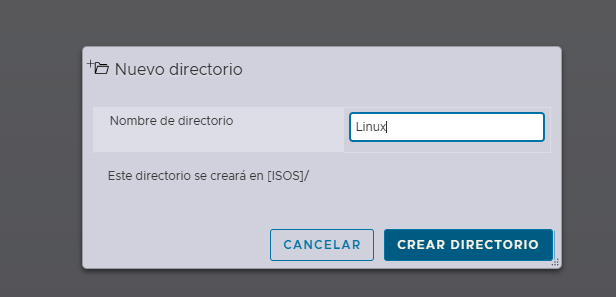 Nuevo directorio
Nombre de directorio
Linux
Este directorio se creará en [ISOS]/
CANCELAR
CREAR DIRECTORIO